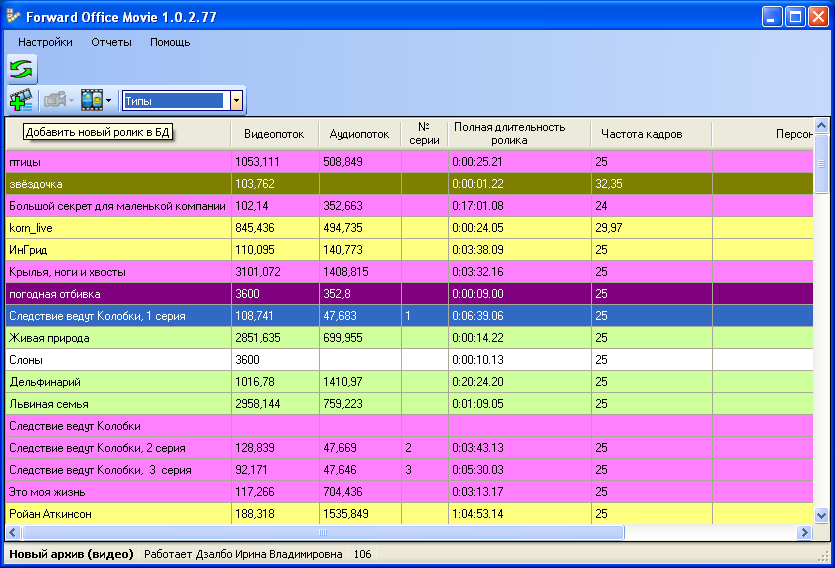 Forward Office Movie 1.0.2.77
Настройки Отчеты Помощь
Типы
Добавить новый ролик в БД
Видеопоток Аудиопоток № серии Полная длительность ролика Частота кадров Персон
птицы 1053,111 508,849 0:00:25.21 25
звёздочка 103,762 0:00:01.22 32,35
Большой секрет для маленькой компании 102,14 352,663 0:17:01.08 24
korn_live 845,436 494,735 0:00:24.05 29,97
ИнГрид 110,095 140,773 0:03:38.09 25
Крылья, ноги и хвосты 3101,072 1408,815 0:03:32.16 25
погодная отбивка 3600 352,8 0:00:09.00 25
Следствие ведут Колобки, 1 серия 108,741 47,683 1 0:06:39.06 25
Живая природа 2851,635 699,955 0:00:14.22 25
Слоны 3600 0:00:10.13 25
Дельфинарий 1016,78 1410,97 0:20:24.20 25
Львиная семья 2958,144 759,223 0:01:09.05 25
Следствие ведут Колобки
Следствие ведут Колобки, 2 серия 128,839 47,669 2 0:03:43.13 25
Следствие ведут Колобки, 3 серия 92,171 47,646 3 0:05:30.03 25
Это моя жизнь 117,266 704,436 0:03:13.17 25
Ройан Аткинсон 188,318 1535,849 1:04:53.14 25
Новый архив (видео) Работает Дзалбо Ирина Владимировна 106